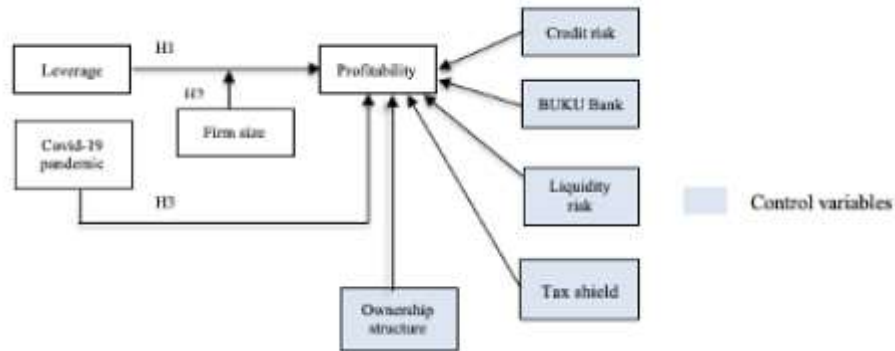 Credit risk
H1
Leverage
Profitability
H2
BUKU Bank
Firm size
Covid-19
pandemic
Liquidity
risk
Control variables
H3
Tax shield
Ownership
structure